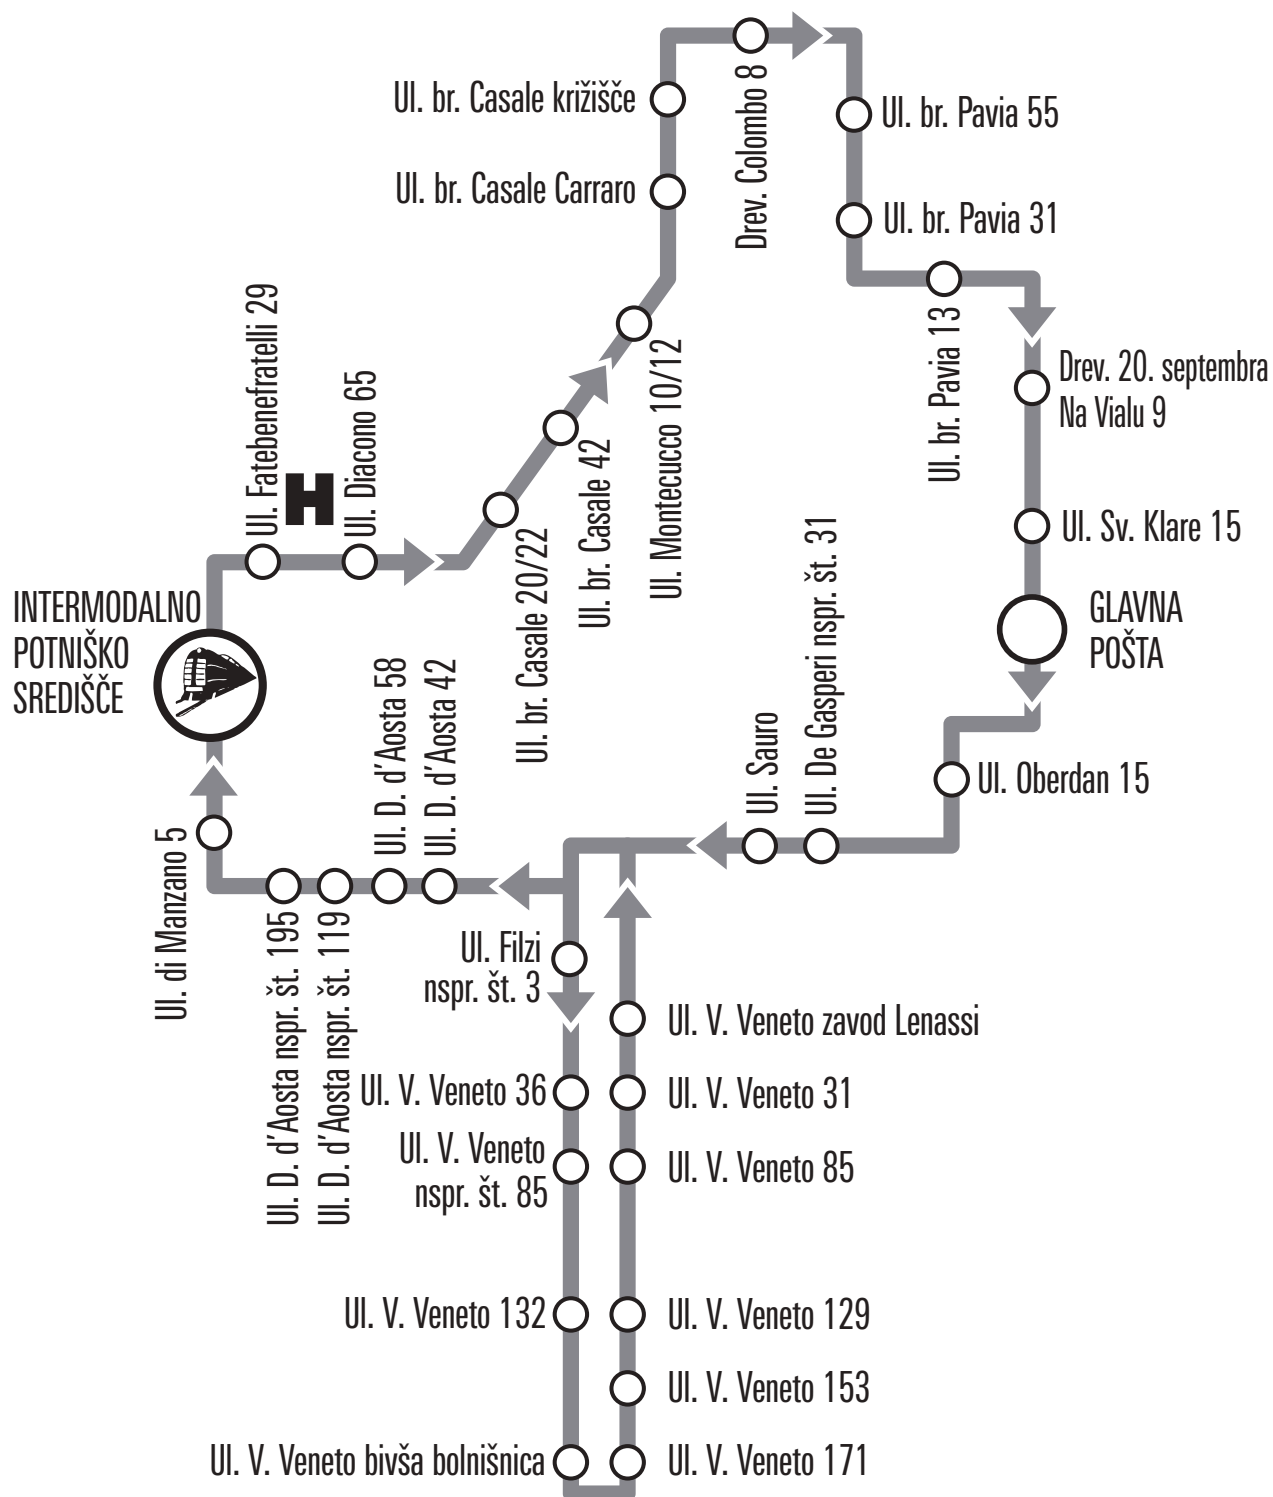 Ul. br. Casale križišče
Ul. br. Casale Carraro
Drev. Colombo 8
Ul. br. Pavia 55
Ul. br. Pavia 31
Ul. br. Pavia 13
Drev. 20. septembra
Na Vialu 9
Ul. Sv. Klare 15
GLAVNA
POŠTA
Ul. Fatebenefratelli 29
H
Ul. Diacono 65
Ul. br. Casale 20/22
Ul. br. Casale 42
Ul. Montecuco 10/12
INTERMODALNO
POTNIŠKO
SREDIŠČE
Ul. di Manzano 5
Ul. D. d'Aosta nspr. št. 195
Ul. D. d'Aosta nspr. št. 119
Ul. D. d'Aosta 58
Ul. D. d'Aosta 42
Ul. Sauro
Ul. De Gasperi nspr. št. 31
Ul. Oberdan 15
Ul. Filzi
nspr. št. 3
Ul. V. Veneto zavod Lenassi
Ul. V. Veneto 36
Ul. V. Veneto 31
Ul. V. Veneto
nspr. št. 85
Ul. V. Veneto 85
Ul. V. Veneto 132
Ul. V. Veneto 129
Ul. V. Veneto 153
Ul. V. Veneto bivša bolnišnica
Ul. V. Veneto 171